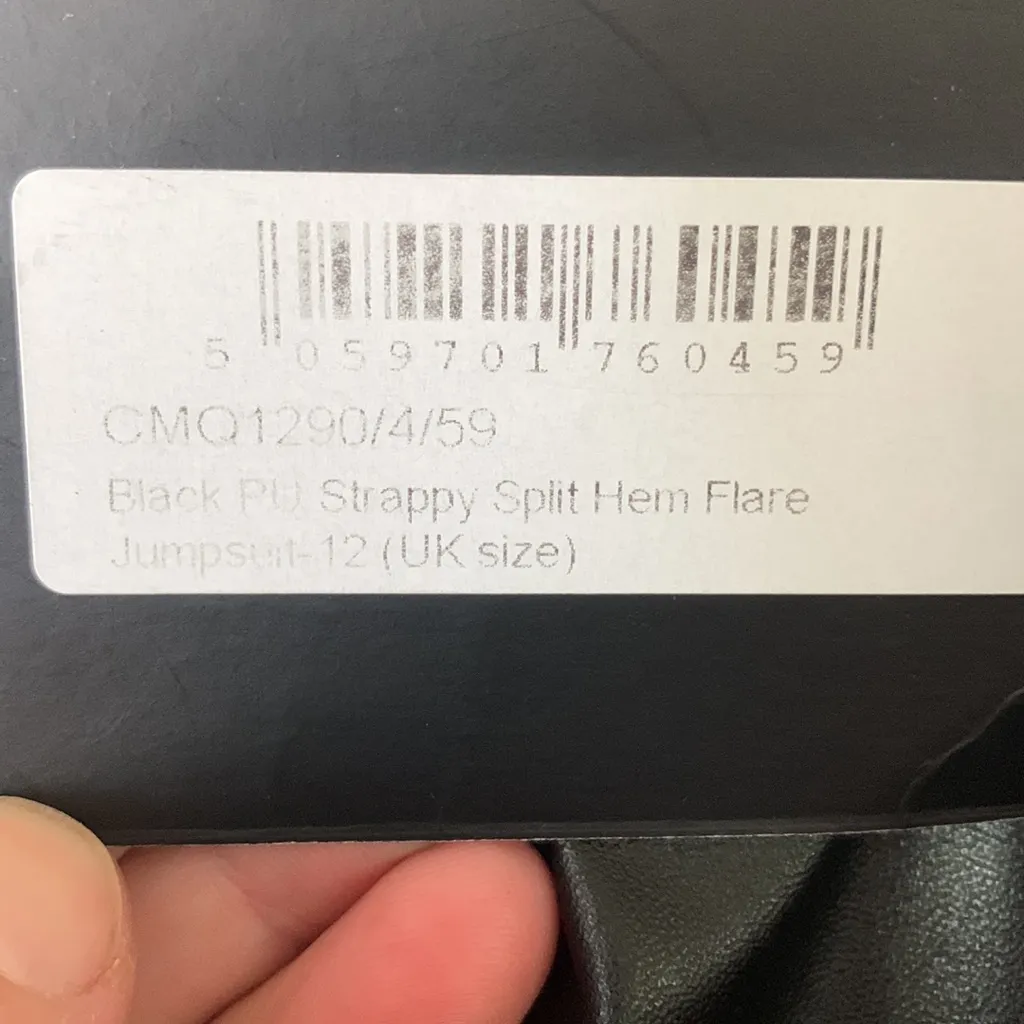 5 059701 760459
CMQ1290/4/59
Black PU Strappy Split Hem Flare
Jumpsuit-12 (UK size)